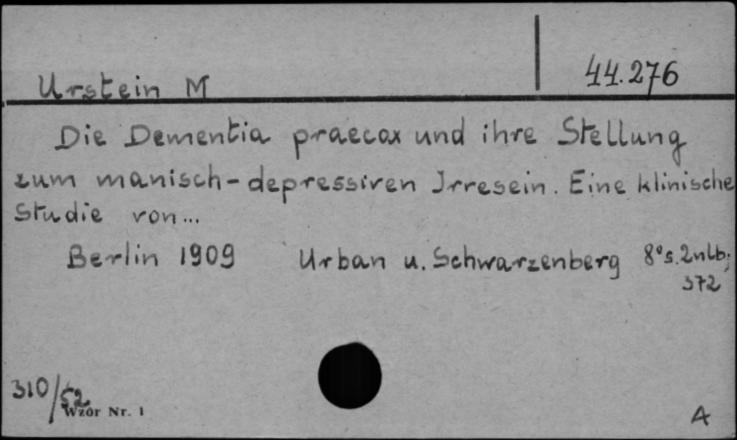 Urstein M
44.276
Die Dementia praecox und ihre Stellung
zum manisch-depressiven Irresein. Eine klinische
Studie von...
Berlin 1909 Urban u. Schwarzenberg 8° s. 2nlb;
372
310/52
Wzór Nr. 1
A